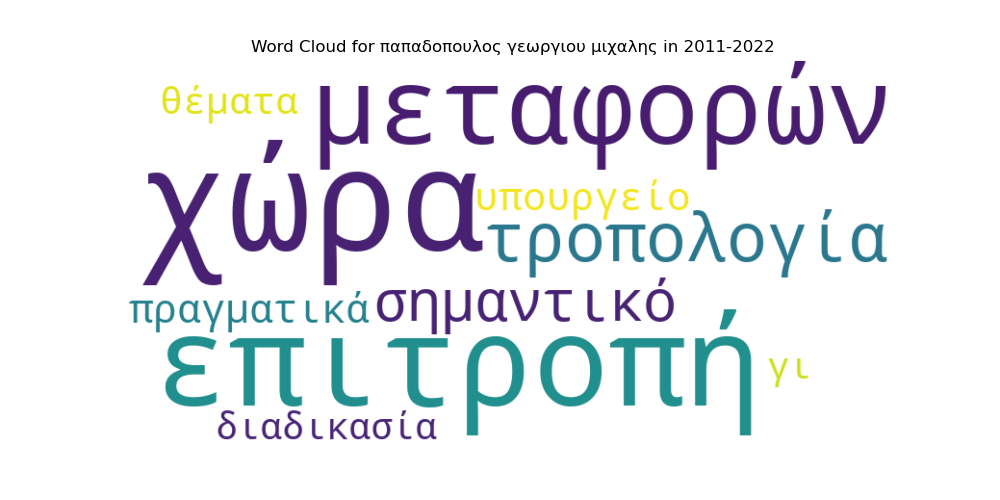 Word Cloud for παπαδοπουλος γεωργιου μιχαλης in 2011-2022
θέματα μεταφορών
χώρα υπουργείο
τροπολογία
πραγματικά σημαντικό
επιτροπή γι
διαδικασία